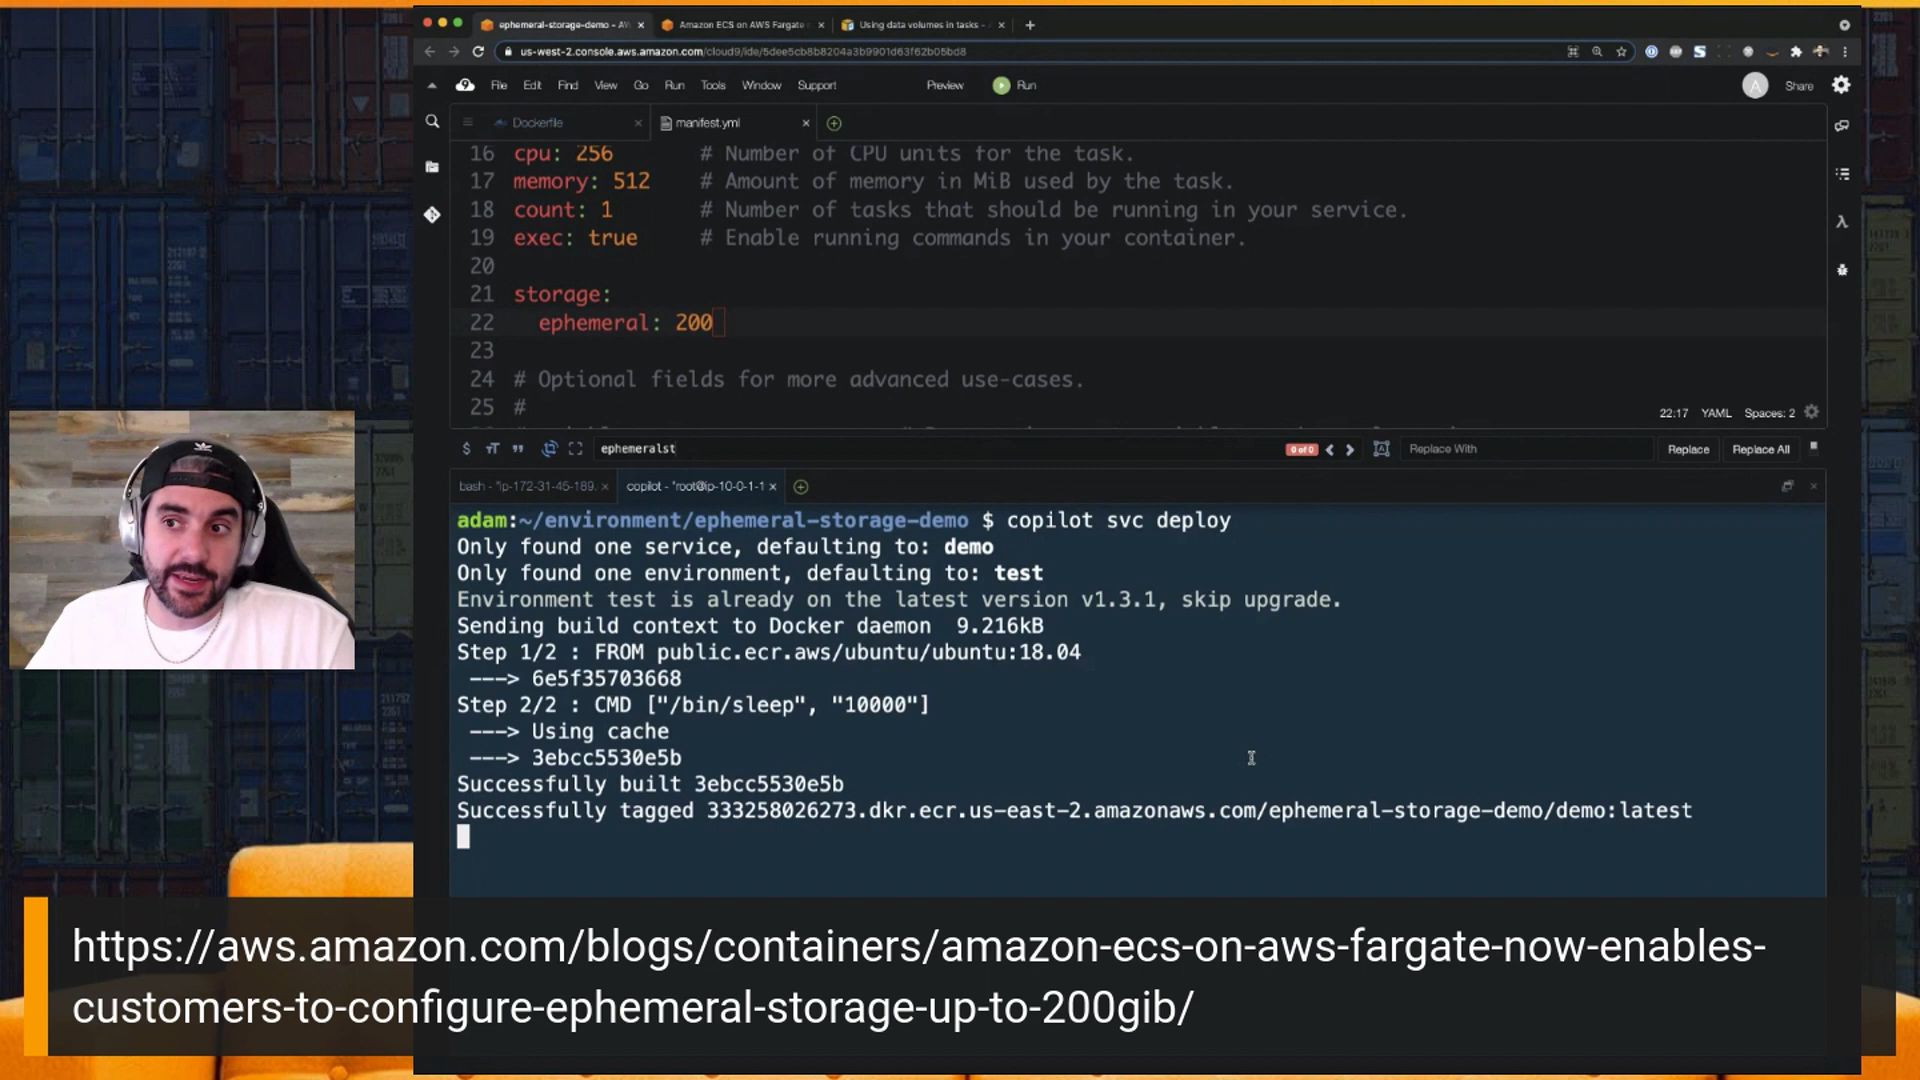 ephemeral-storage-demo - AW
Amazon ECS on AWS Fargate
Using data volumes in tasks -
us-west-2.console.aws.amazon.com/cloud9/ide/5dee5cb8b8204a3b9901d63f62b05bd8
File Edit Find View Go Run Tools Window Support Preview Run A Share
Dockerfile
manifest.yml
16 cpu: 256 # Number of CPU units for the task.
17 memory: 512 # Amount of memory in MiB used by the task.
18 count: 1 # Number of tasks that should be running in your service.
19 exec: true # Enable running commands in your container.
20
21 storage:
22 ephemeral: 200
23
24 # Optional fields for more advanced use-cases.
25 #
22:17 YAML Spaces: 2
ephemeralst
0 of 0
Replace With
Replace
Replace All
bash - "ip-172-31-45-189.
copilot - "root@ip-10-0-1-1
adam:~/environment/ephemeral-storage-demo $ copilot svc deploy
Only found one service, defaulting to: demo
Only found one environment, defaulting to: test
Environment test is already on the latest version v1.3.1, skip upgrade.
Sending build context to Docker daemon 9.216kB
Step 1/2 : FROM public.ecr.aws/ubuntu/ubuntu:18.04
---> 6e5f35703668
Step 2/2 : CMD ["/bin/sleep", "10000"]
---> Using cache
---> 3ebcc5530e5b
Successfully built 3ebcc5530e5b
Successfully tagged 333258026273.dkr.ecr.us-east-2.amazonaws.com/ephemeral-storage-demo/demo:latest
https://aws.amazon.com/blogs/containers/amazon-ecs-on-aws-fargate-now-enables-
customers-to-configure-ephemeral-storage-up-to-200gib/